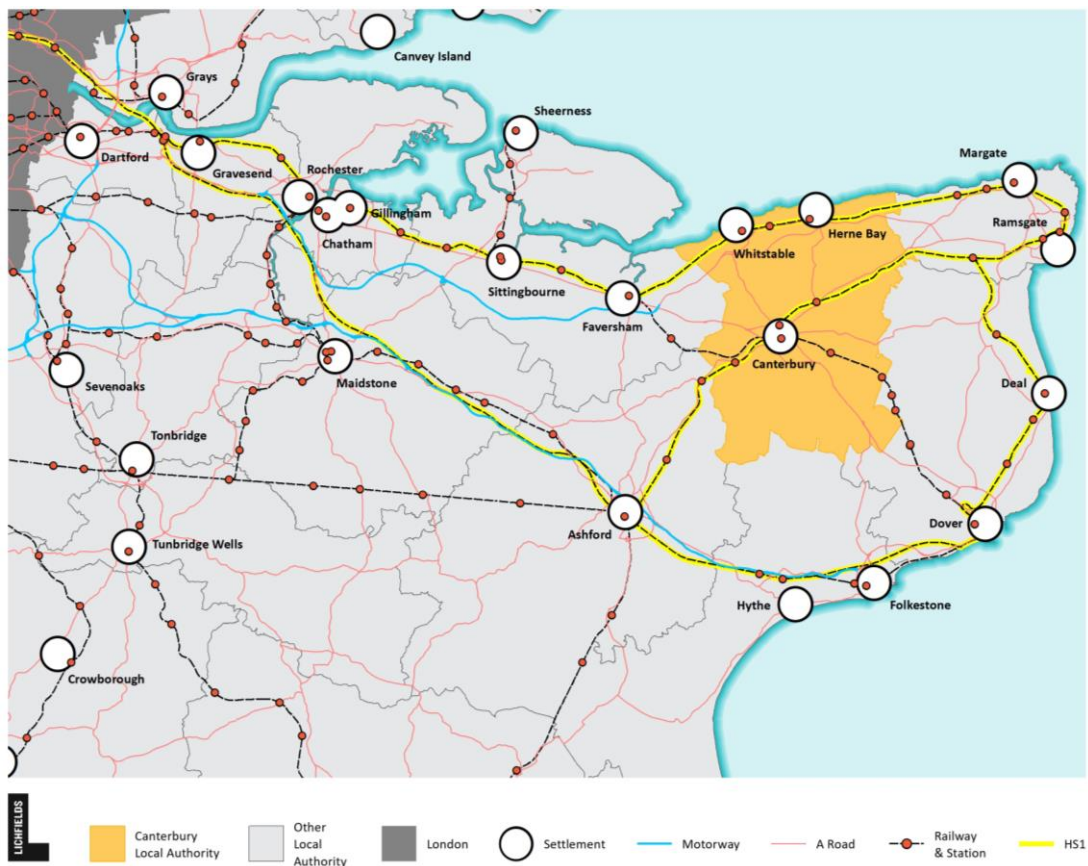 Canvey Island
Grays
Sheerness
Dartford
Gravesend
Rochester
Margate
Gillingham
Chatham
Herne Bay
Ramsgate
Whitstable
Sittingbourne
Faversham
Canterbury
Maidstone
Sevenoaks
Deal
Tonbridge
Ashford
Dover
Tunbridge Wells
Hythe
Folkestone
Crowborough
LICHFIELDS
Canterbury
Local Authority
Other
Local
Authority
London
Settlement
Motorway
A Road
Railway
& Station
HS1